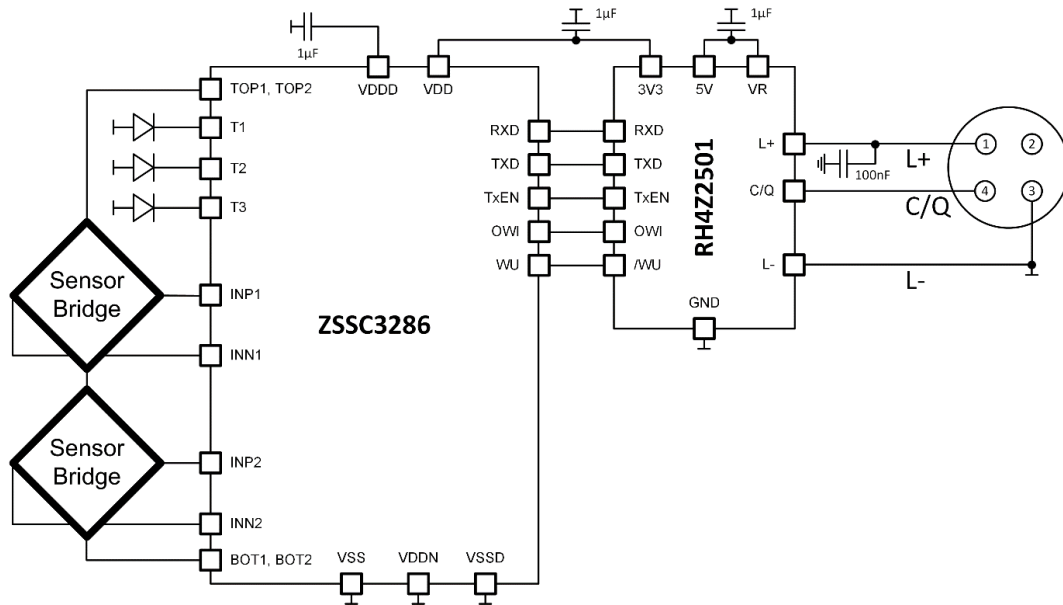 1µF
1µF
1µF
VDDD
VDD
3V3
5V
VR
TOP1, TOP2
T1
T2
T3
RXD
TXD
TxEN
OWI
WU
RXD
TXD
TxEN
OWI
/WU
RH4Z2501
L+
C/Q
L-
GND
100nF
L+
C/Q
L-
1
2
4
3
Sensor
Bridge
INP1
INN1
ZSSC3286
Sensor
Bridge
INP2
INN2
BOT1, BOT2
VSS
VDDN
VSSD